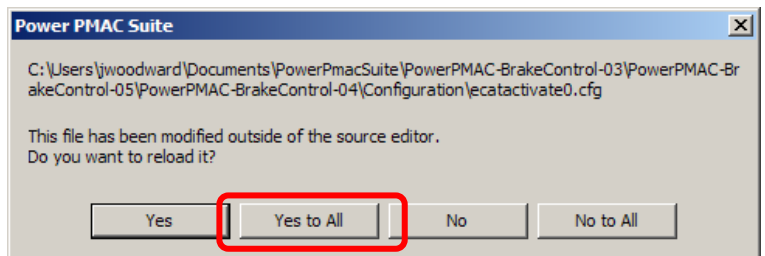 Power PMAC Suite
C:\Users\jwoodward\Documents\PowerPmacSuite\PowerPMAC-BrakeControl-03\PowerPMAC-Br
akeControl-05\PowerPMAC-BrakeControl-04\Configuration\ecatactivate0.cfg
This file has been modified outside of the source editor.
Do you want to reload it?
Yes Yes to All No No to All